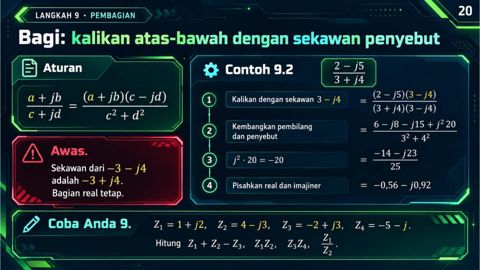 LANGKAH 9 • PEMBAGIAN
20
Bagi: kalikan atas-bawah dengan sekawan penyebut
Aturan
(a + jb)/(c + jd) = (a + jb)(c − jd)/(c² + d²)
Awas.
Sekawan dari −3 − j4
adalah −3 + j4.
Bagian real tetap.
Contoh 9.2
(2 − j5)/(3 + j4)
1 Kalikan dengan sekawan 3 − j4 = (2 − j5)(3 − j4)/(3 + j4)(3 − j4)
2 Kembangkan pembilang
dan penyebut = (6 − j8 − j15 + j² 20)/(3² + 4²)
3 j² · 20 = −20 = (−14 − j23)/25
4 Pisahkan real dan imajiner = −0,56 − j0,92
Coba Anda 9.
Z₁ = 1 + j2, Z₂ = 4 − j3, Z₃ = −2 + j3, Z₄ = −5 − j.
Hitung Z₁ + Z₂ − Z₃, Z₁Z₂, Z₃Z₄, Z₁/Z₂.